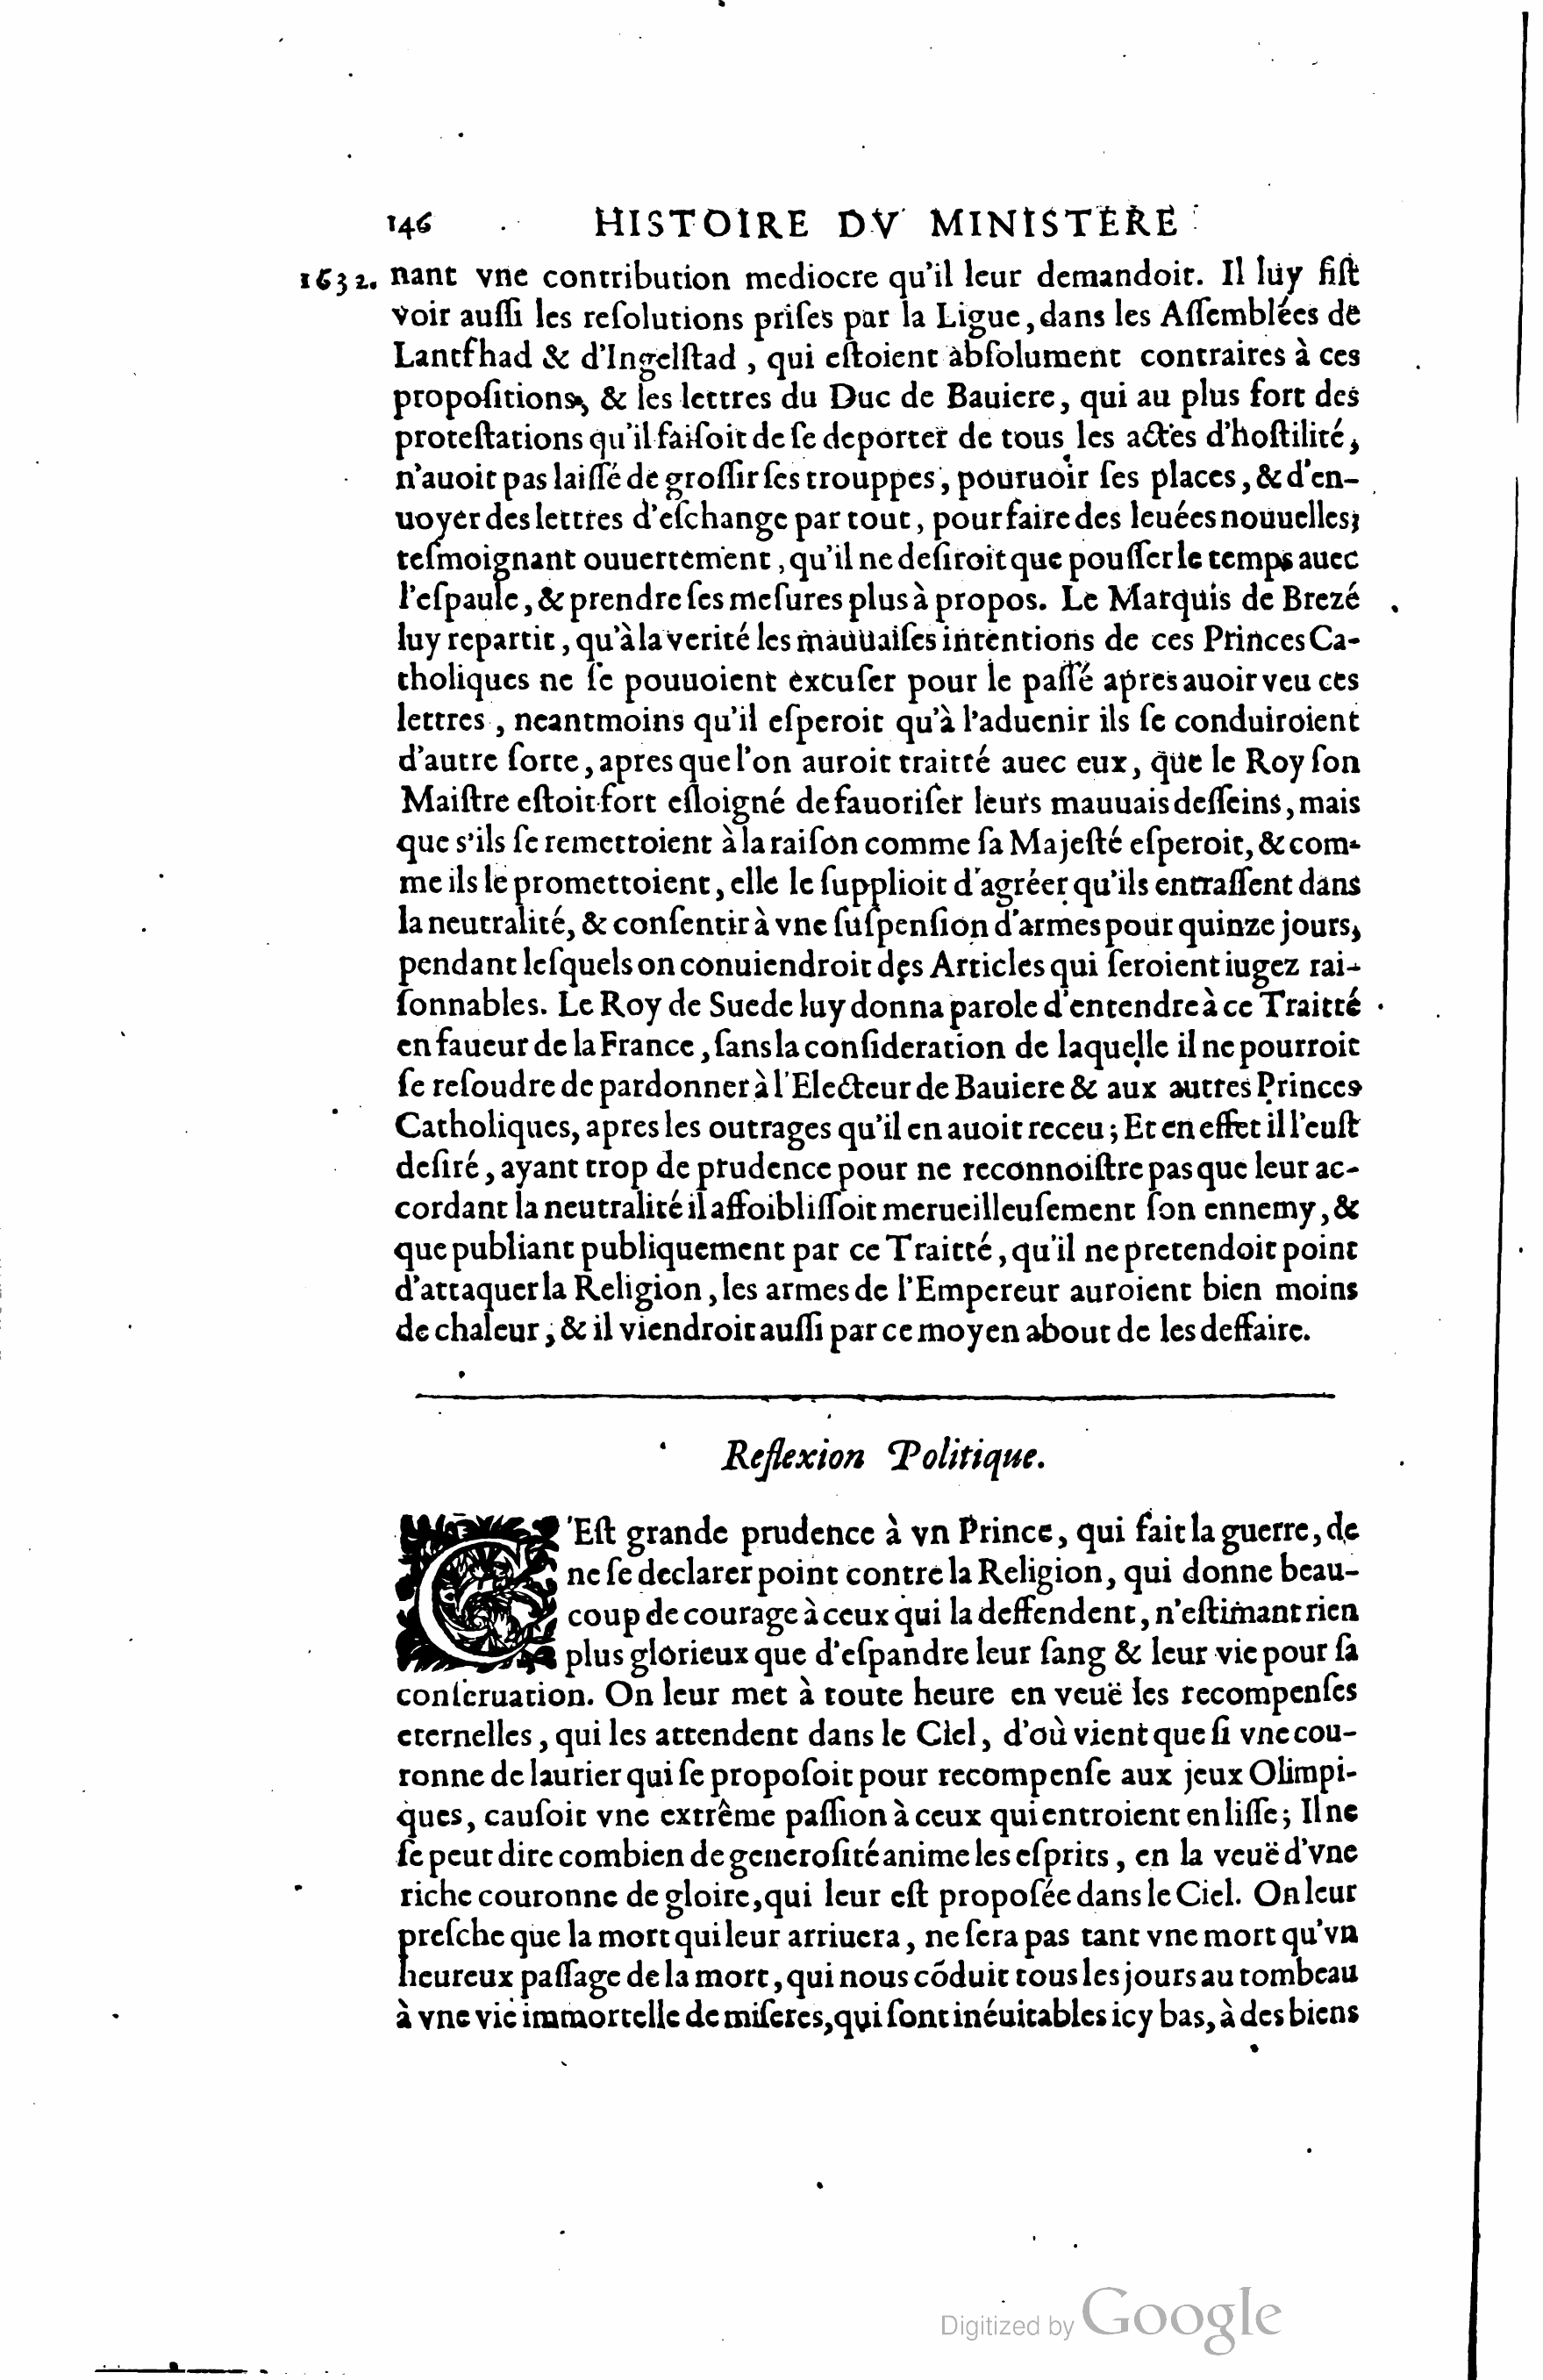 146 HISTOIRE DV MINISTERE
1632. nant vne contribution mediocre qu'il leur demandoit. Il luy fiſt
voir auſſi les reſolutions priſes par la Ligue, dans les Aſſemblées de
Lantſhad & d'Ingelſtad, qui eſtoient abſolument contraires à ces
propoſitions, & les lettres du Duc de Bauiere, qui au plus fort des
proteſtations qu'il faiſoit de ſe deporter de tous les actes d'hoſtilité,
n'auoit pas laiſſé de groſſir ſes trouppes, pouruoir ſes places, & d'en-
uoyer des lettres d'eſchange par tout, pour faire des leuées nouuelles;
teſmoignant ouuertement, qu'il ne deſiroit que pouſſer le temps auec
l'eſpaule, & prendre ſes meſures plus à propos. Le Marquis de Brezé
luy repartit, qu'à la verité les mauuaiſes intentions de ces Princes Ca-
tholiques ne ſe pouuoient excuſer pour le paſſé apres auoir veu ces
lettres, neantmoins qu'il eſperoit qu'à l'aduenir ils ſe conduiroient
d'autre ſorte, apres que l'on auroit traitté auec eux, que le Roy ſon
Maiſtre eſtoit fort eſloigné de fauoriſer leurs mauuais deſſeins, mais
que s'ils ſe remettoient à la raiſon comme ſa Majeſté eſperoit, & com-
me ils le promettoient, elle le ſupplioit d'agréer qu'ils entraſſent dans
la neutralité, & conſentir à vne ſuſpenſion d'armes pour quinze jours,
pendant leſquels on conuiendroit des Articles qui ſeroient iugez rai-
ſonnables. Le Roy de Suede luy donna parole d'entendre à ce Traitté
en faueur de la France, ſans la conſideration de laquelle il ne pourroit
ſe reſoudre de pardonner à l'Electeur de Bauiere & aux autres Princes
Catholiques, apres les outrages qu'il en auoit receu; Et en effet il l'euſt
deſiré, ayant trop de prudence pour ne reconnoiſtre pas que leur ac-
cordant la neutralité il affoibliſſoit merueilleuſement ſon ennemy, &
que publiant publiquement par ce Traitté, qu'il ne pretendoit point
d'attaquer la Religion, les armes de l'Empereur auroient bien moins
de chaleur, & il viendroit auſſi par ce moyen about de les deffaire.
Reflexion Politique.
C'Eſt grande prudence à vn Prince, qui fait la guerre, de
ne ſe declarer point contre la Religion, qui donne beau-
coup de courage à ceux qui la deffendent, n'eſtimant rien
plus glorieux que d'eſpandre leur ſang & leur vie pour ſa
conſeruation. On leur met à toute heure en veuë les recompenſes
eternelles, qui les attendent dans le Ciel, d'où vient que ſi vne cou-
ronne de laurier qui ſe propoſoit pour recompenſe aux jeux Olimpi-
ques, cauſoit vne extrême paſſion à ceux qui entroient en liſſe; Il ne
ſe peut dire combien de generoſité anime les eſprits, en la veuë d'vne
riche couronne de gloire, qui leur eſt propoſée dans le Ciel. On leur
preſche que la mort qui leur arriuera, ne ſera pas tant vne mort qu'vn
heureux paſſage de la mort, qui nous cõduit tous les jours au tombeau
à vne vie immortelle de miſeres, qui ſont inéuitables icy bas, à des biens
Digitized by Google